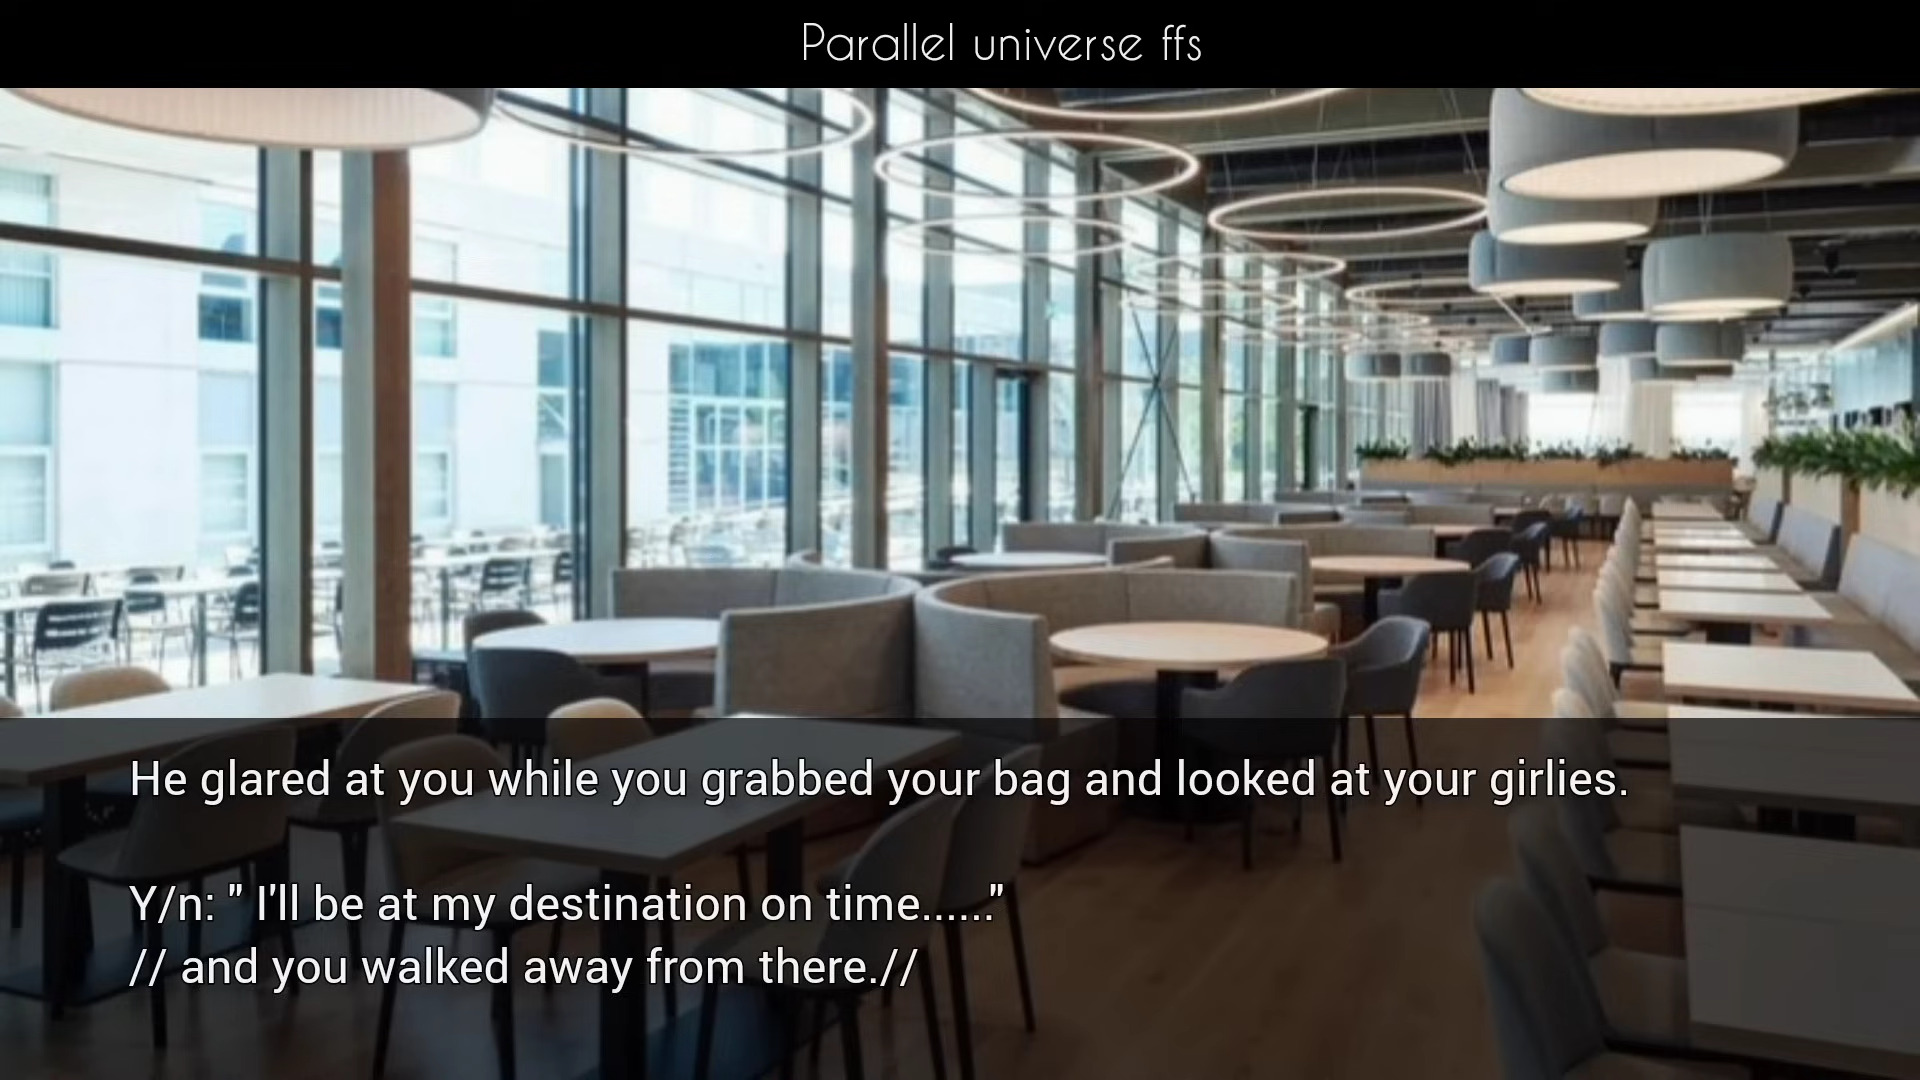 Parallel universe ffs
He glared at you while you grabbed your bag and looked at your girlies.
Y/n: " I'll be at my destination on time......"
// and you walked away from there.//